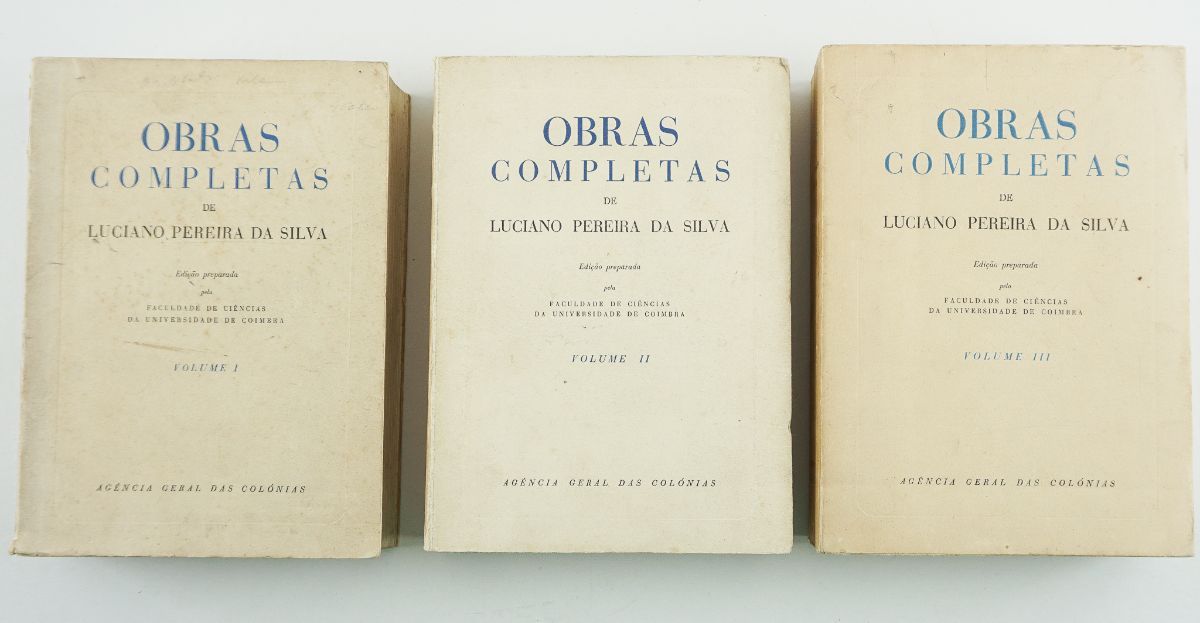 OBRAS
COMPLETAS
DE
LUCIANO PEREIRA DA SILVA
Edição preparada
pela
FACULDADE DE CIÊNCIAS
DA UNIVERSIDADE DE COIMBRA
VOLUME I
AGÊNCIA GERAL DAS COLÓNIAS
OBRAS
COMPLETAS
DE
LUCIANO PEREIRA DA SILVA
Edição preparada
pela
FACULDADE DE CIÊNCIAS
DA UNIVERSIDADE DE COIMBRA
VOLUME II
AGÊNCIA GERAL DAS COLÓNIAS
OBRAS
COMPLETAS
DE
LUCIANO PEREIRA DA SILVA
Edição preparada
pela
FACULDADE DE CIÊNCIAS
DA UNIVERSIDADE DE COIMBRA
VOLUME III
AGÊNCIA GERAL DAS COLÓNIAS